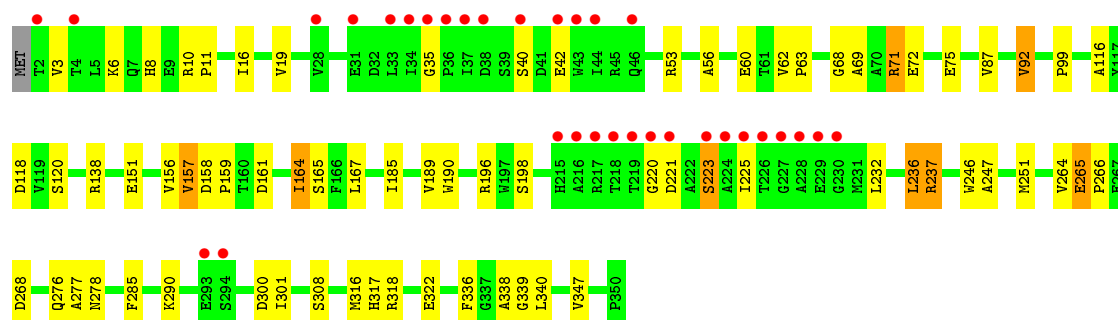 MET T2 V3 T4 L5 K6 Q7 H8 E9 R10 P11 I16 V19 V28 E31 D32 L33 I34 G35 P36 I37 D38 S39 S40 D41 E42 W43 I44 R45 Q46 R53 A56 E60 T61 V62 P63 G68 A69 A70 R71 E72 E75 V87 V92 P99 A116 Y117
D118 V119 S120 R138 E151 V156 V157 D158 P159 T160 D161 I164 S165 F166 L167 I185 V189 W190 R196 W197 S198 H215 A216 R217 T218 T219 G220 D221 A222 S223 A224 I225 T226 G227 A228 E229 G230 M231 L232 L236 R237 W246 A247 M251 V264 E265 P266 E267
D268 Q276 A277 N278 F285 K290 E293 S294 D300 I301 S308 M316 H317 R318 E322 F336 G337 A338 G339 L340 V347 P350